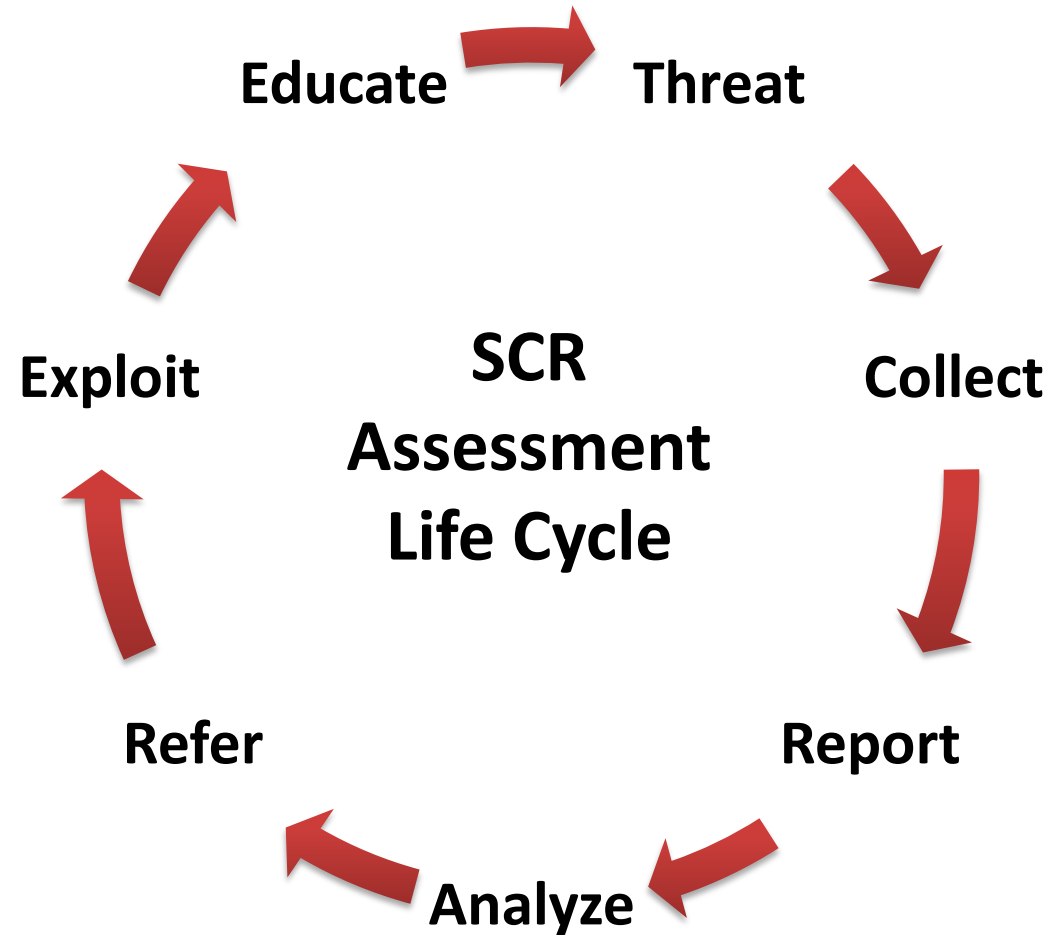 Educate
Threat
Collect
Report
Analyze
Refer
Exploit
SCR
Assessment
Life Cycle